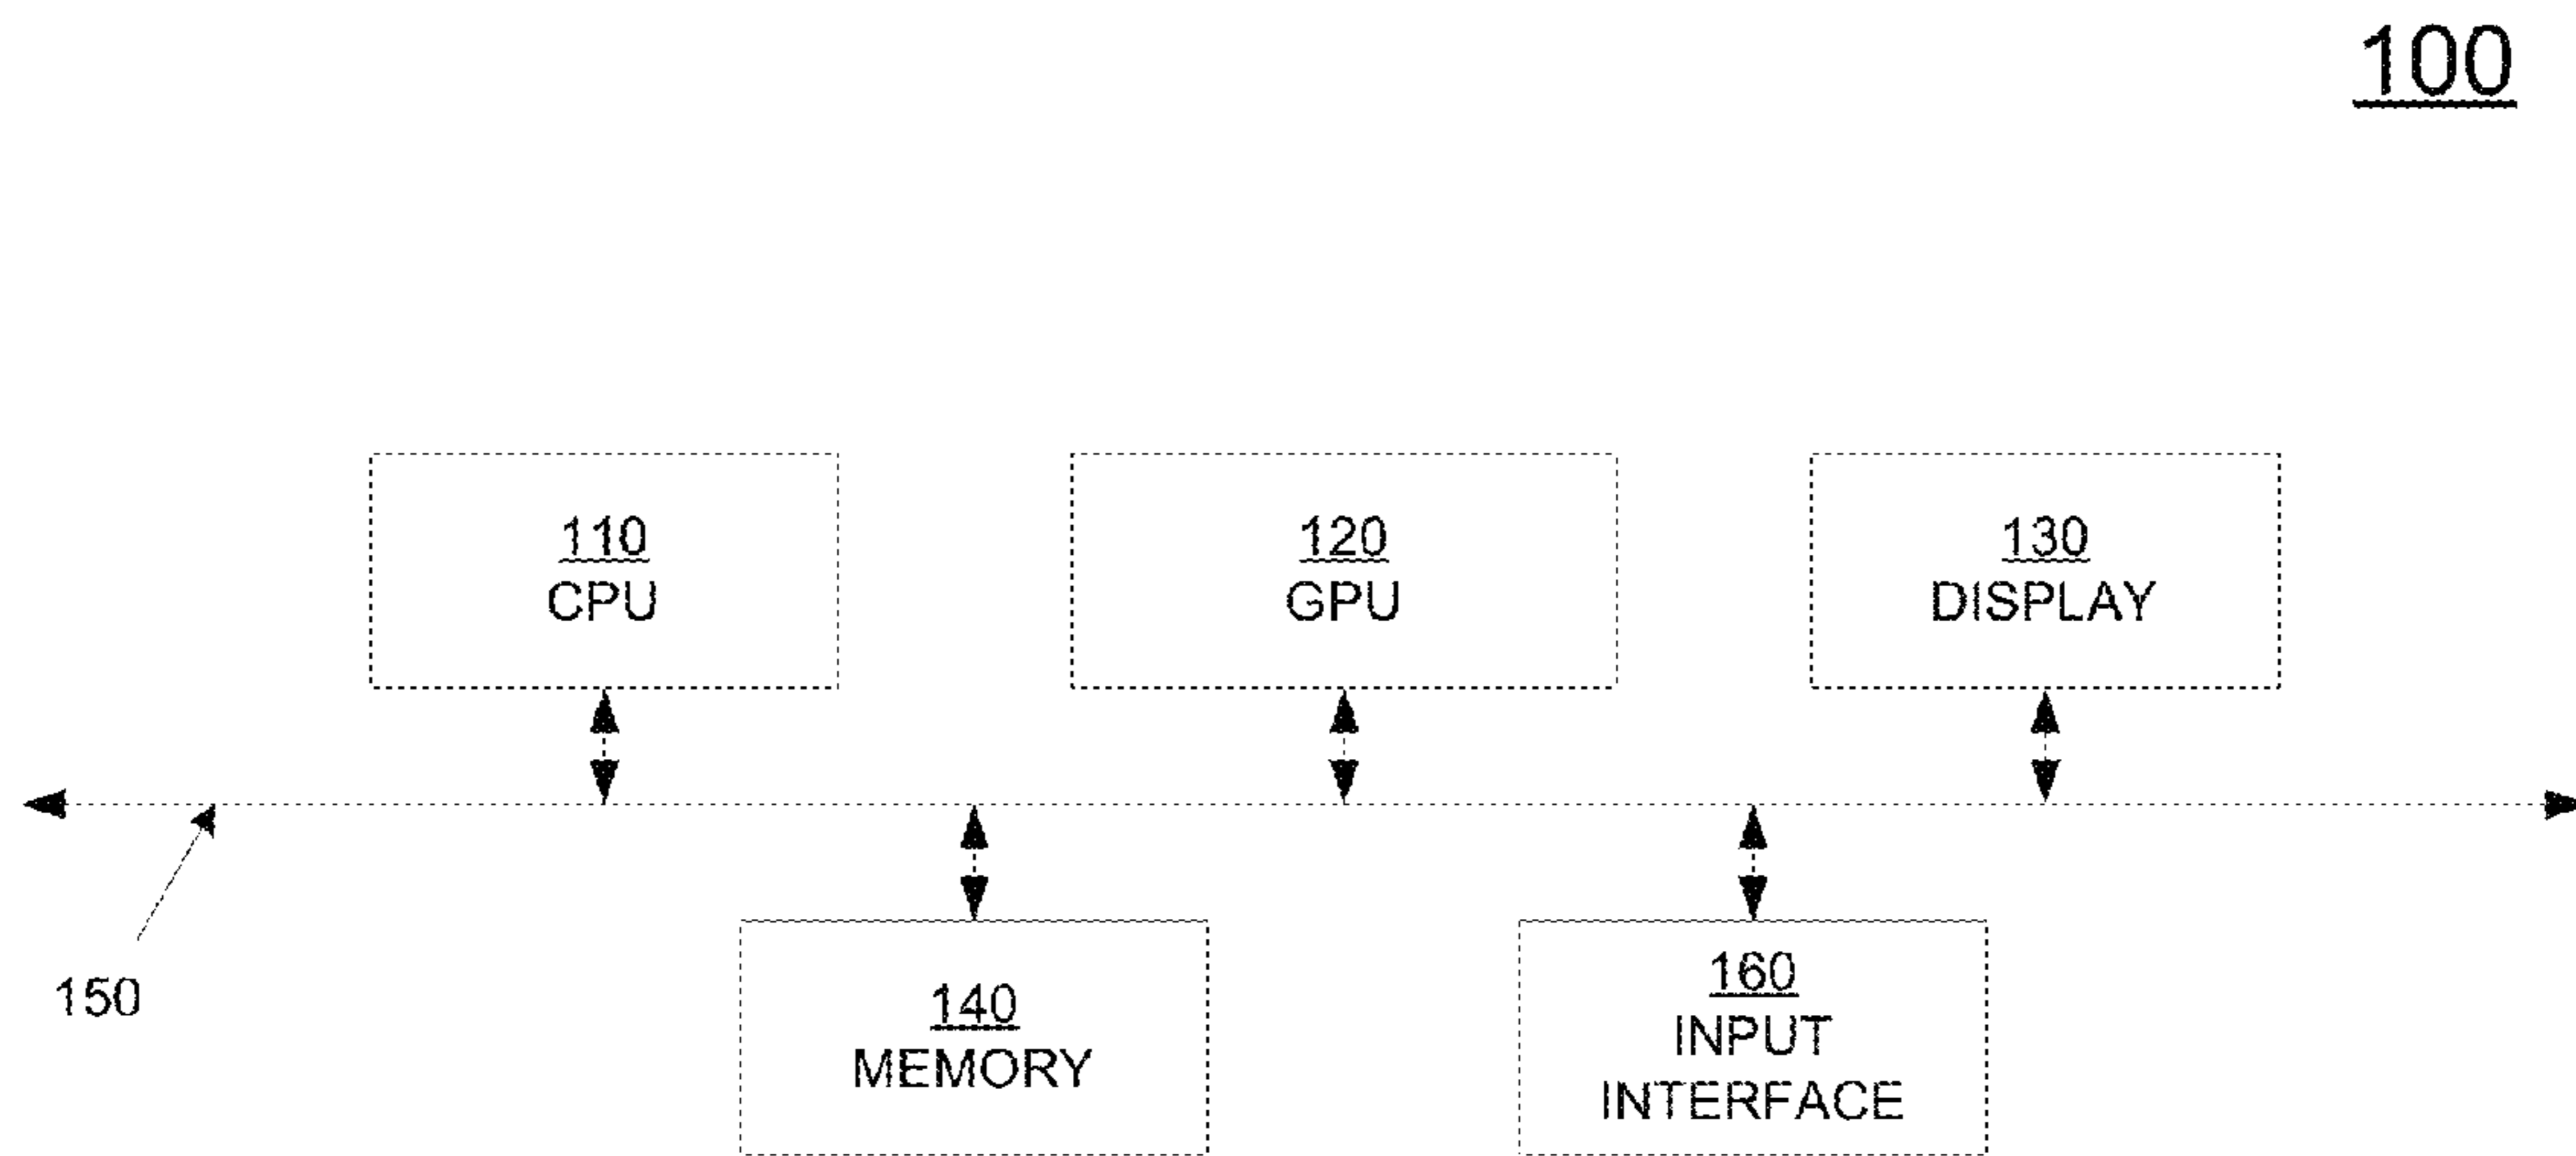 100
110
CPU
120
GPU
130
DISPLAY
150
140
MEMORY
160
INPUT
INTERFACE